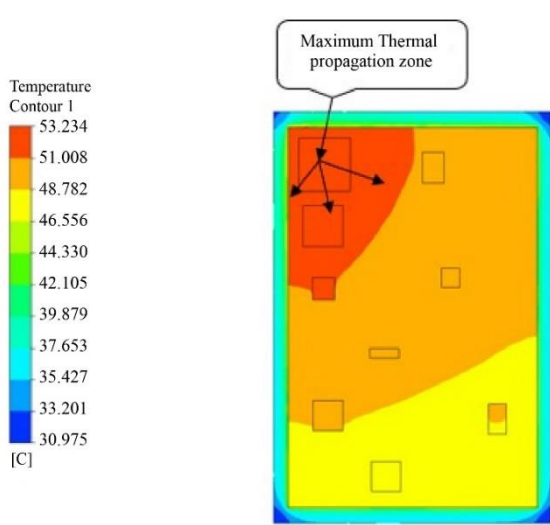 Maximum Thermal
propagation zone
Temperature
Contour 1
53.234
51.008
48.782
46.556
44.330
42.105
39.879
37.653
35.427
33.201
30.975
[C]